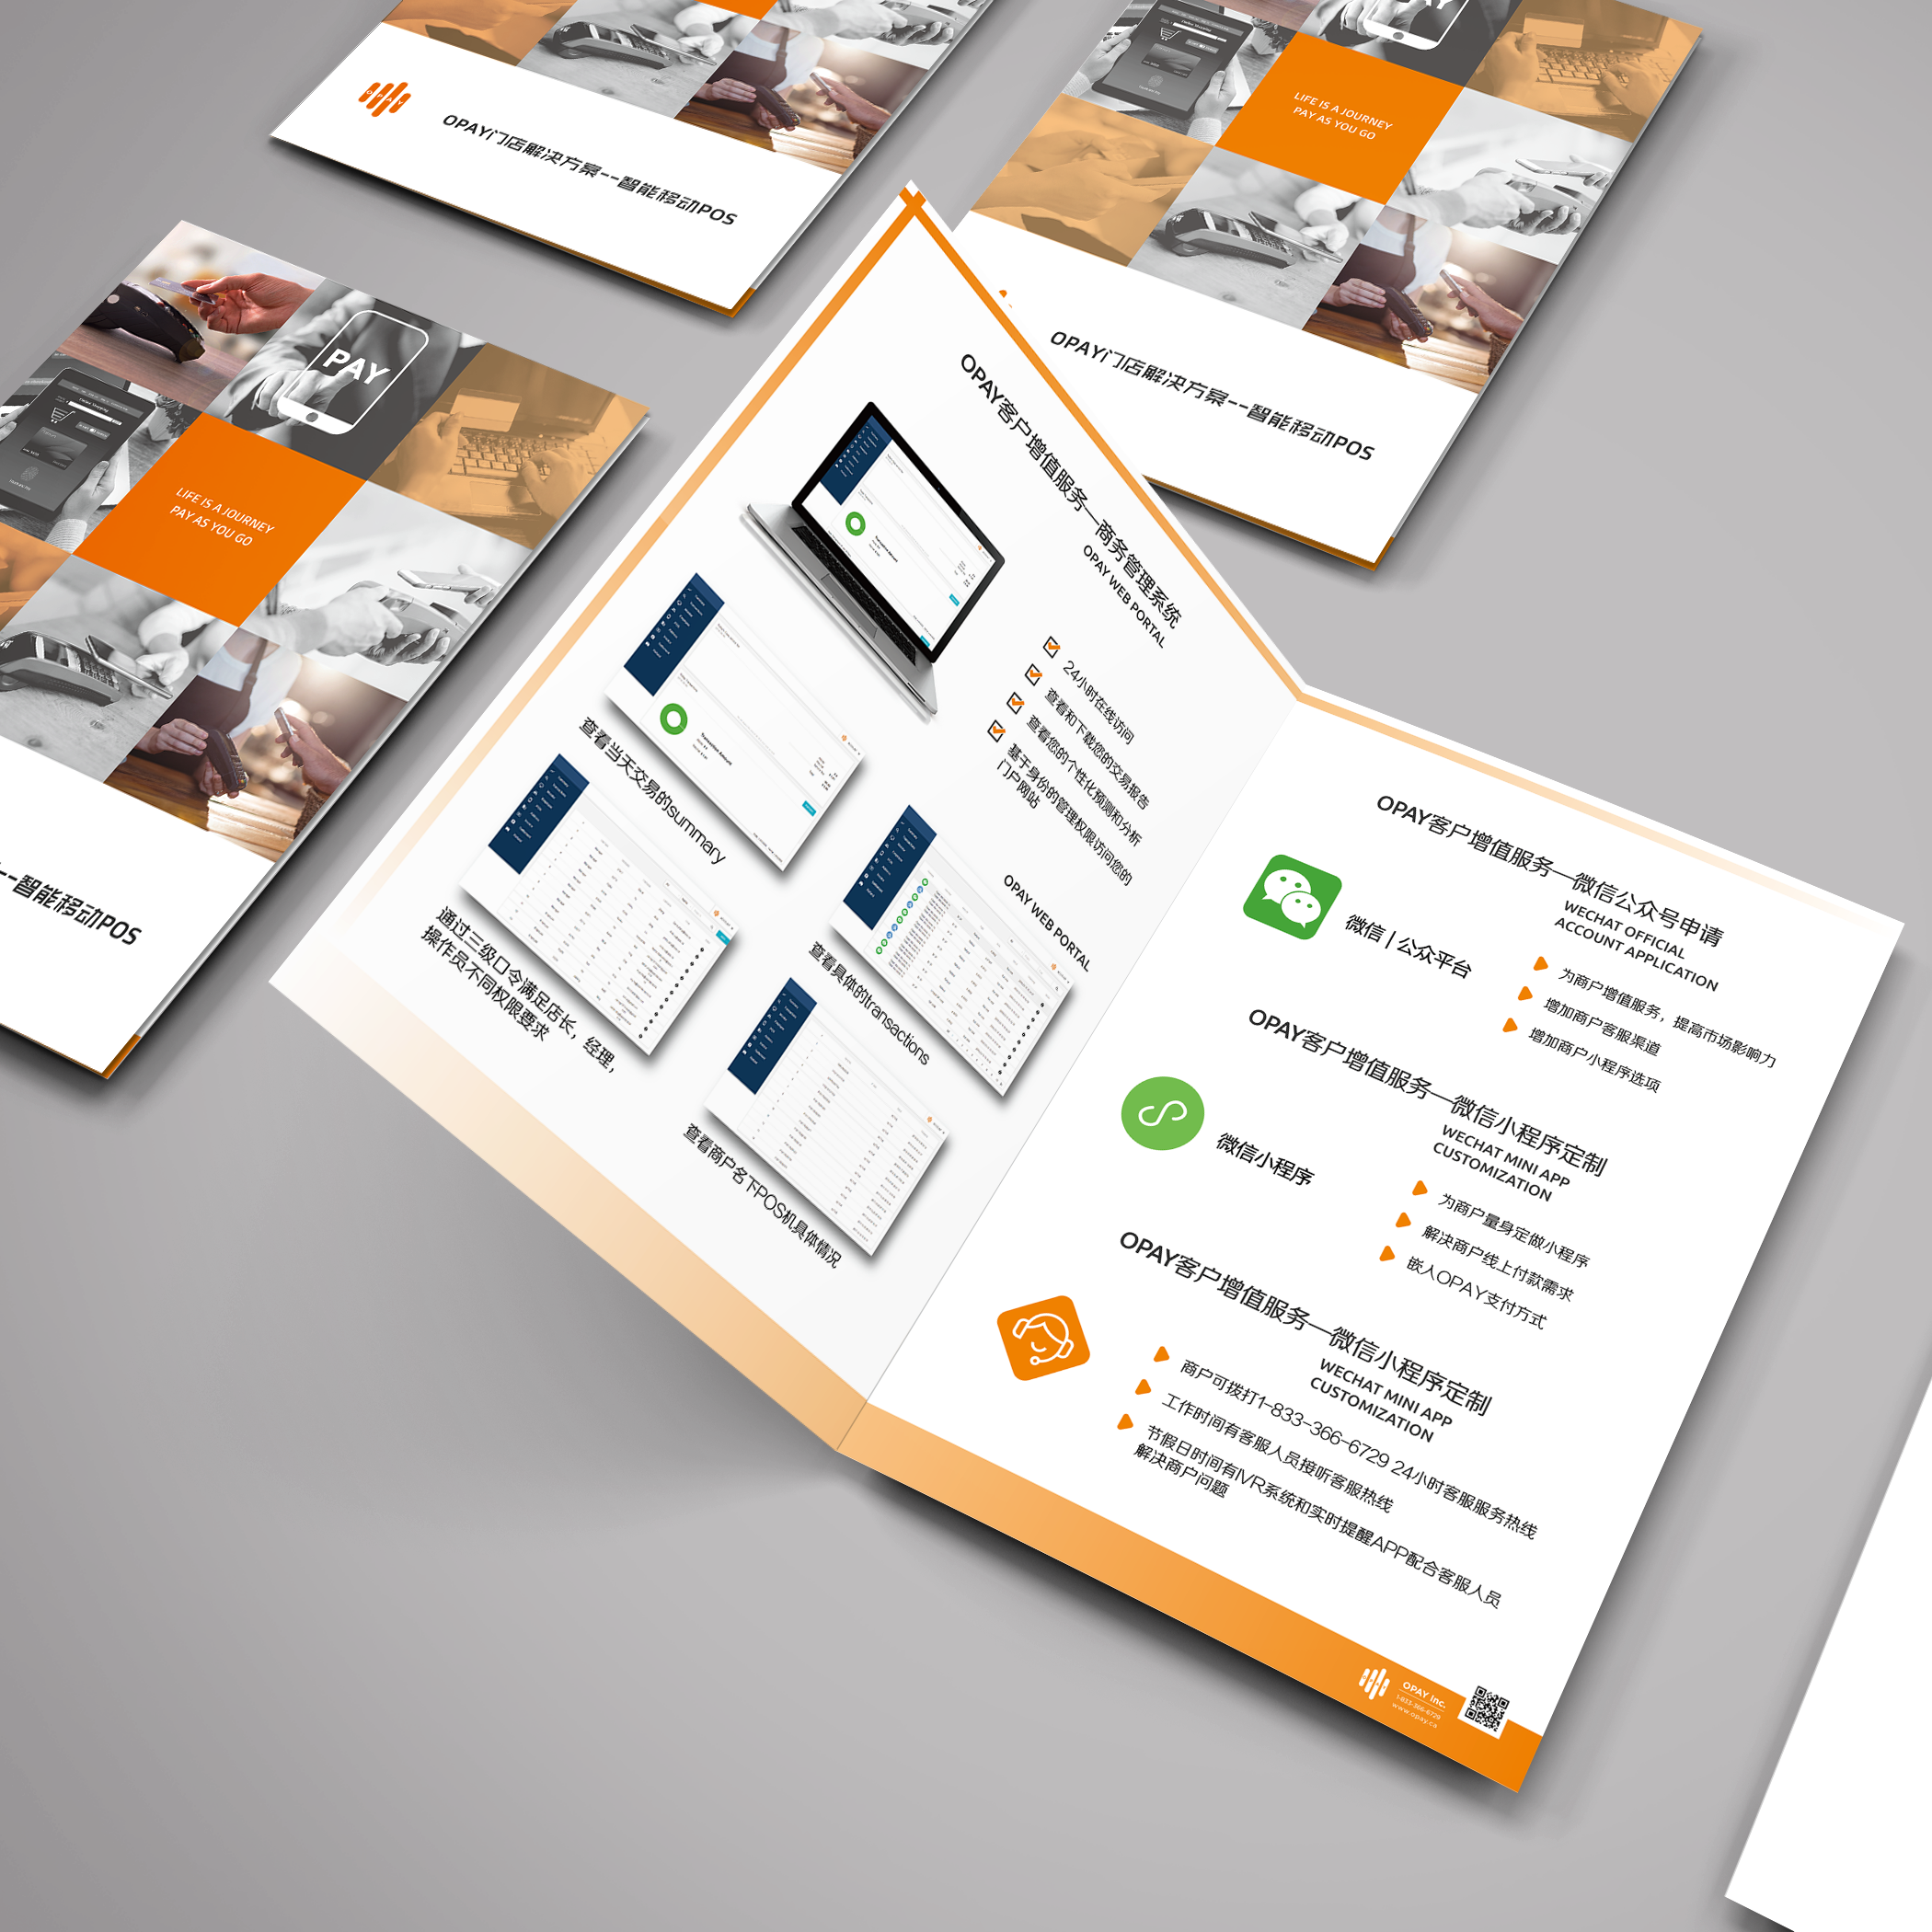 OPAY
OPAY门店解决方案--智能移动POS
PAY
LIFE IS A JOURNEY
PAY AS YOU GO
OPAY门店解决方案--智能移动POS
PAY
LIFE IS A JOURNEY
PAY AS YOU GO
--智能移动POS
OPAY客户增值服务—商务管理系统
OPAY WEB PORTAL
24小时在线访问
查看和下载您的交易报告
查看您的个性化预测和分析
基于身份的管理权限访问您的
门户网站
OPAY WEB PORTAL
查看当天交易的summary
查看具体的transactions
通过三级口令满足店长，经理，
操作员不同权限要求
查看商户名下POS机具体情况
OPAY客户增值服务—微信公众号申请
WECHAT OFFICIAL
ACCOUNT APPLICATION
微信 | 公众平台
为商户增值服务，提高市场影响力
增加商户客服渠道
增加商户小程序选项
OPAY客户增值服务—微信小程序定制
WECHAT MINI APP
CUSTOMIZATION
微信小程序
为商户量身定做小程序
解决商户线上付款需求
嵌入OPAY支付方式
OPAY客户增值服务—微信小程序定制
WECHAT MINI APP
CUSTOMIZATION
商户可拨打1-833-366-6729 24小时客服服务热线
工作时间有客服人员接听客服热线
节假日时间有IVR系统和实时提醒APP配合客服人员
解决商户问题
OPAY Inc.
1-833-366-6729
www.opay.ca